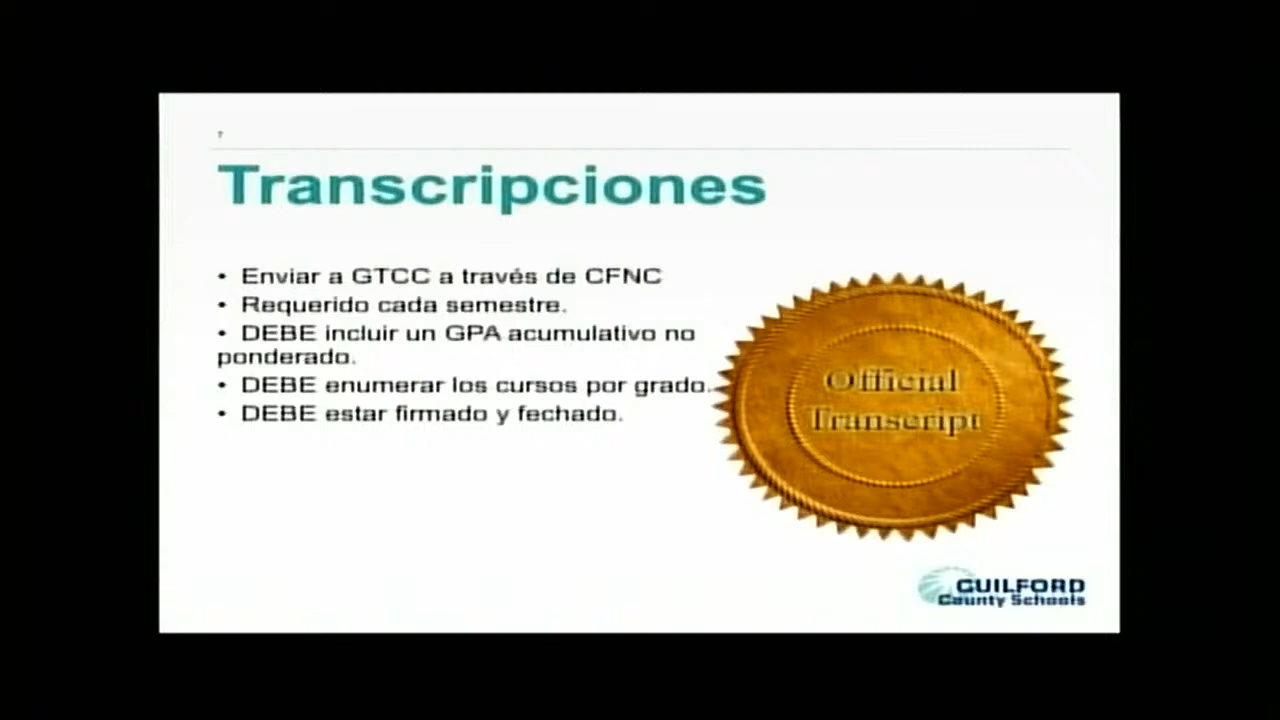 7
Transcripciones
• Enviar a GTCC a través de CFNC
• Requerido cada semestre.
• DEBE incluir un GPA acumulativo no
ponderado.
• DEBE enumerar los cursos por grado.
• DEBE estar firmado y fechado.
Official
Transcript
GUILFORD
County Schools